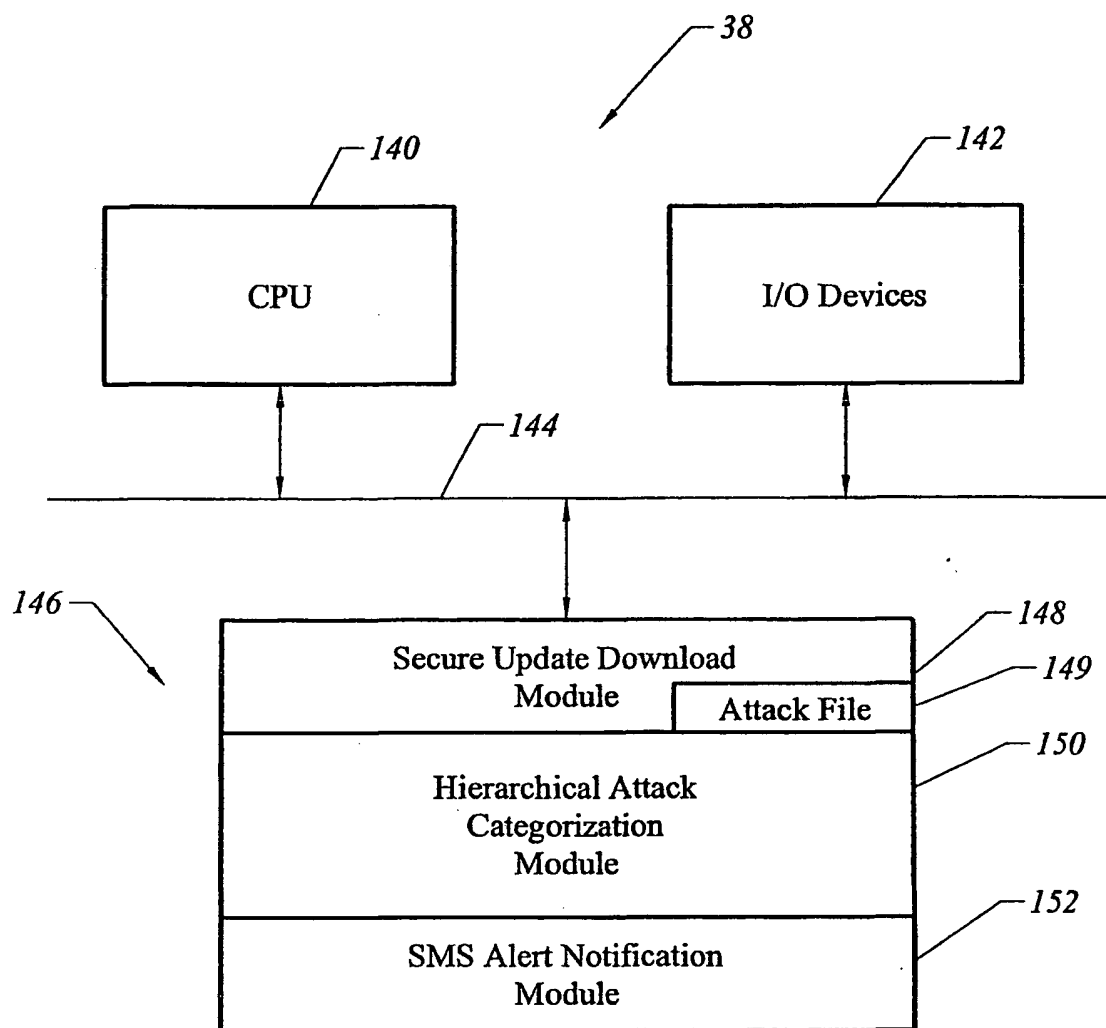 38
140
142
CPU
I/O Devices
144
146
148
Secure Update Download
Module
149
Attack File
150
Hierarchical Attack
Categorization
Module
152
SMS Alert Notification
Module